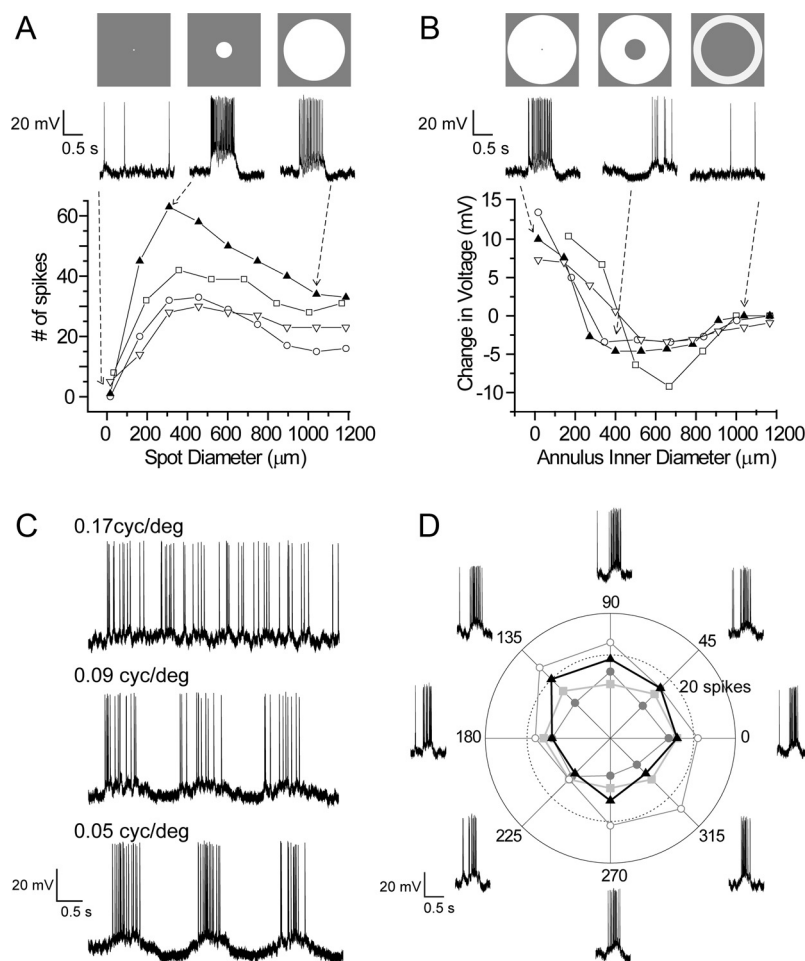 A
B
20 mV
0.5 s
20 mV
0.5 s
# of spikes
60
40
20
0
0 200 400 600 800 1000 1200
Spot Diameter (μm)
Change in Voltage (mV)
15
10
5
0
-5
-10
0 200 400 600 800 1000 1200
Annulus Inner Diameter (μm)
C
0.17cyc/deg
0.09 cyc/deg
0.05 cyc/deg
20 mV
0.5 s
D
90
135
45
20 spikes
180
0
225
315
270
20 mV
0.5 s